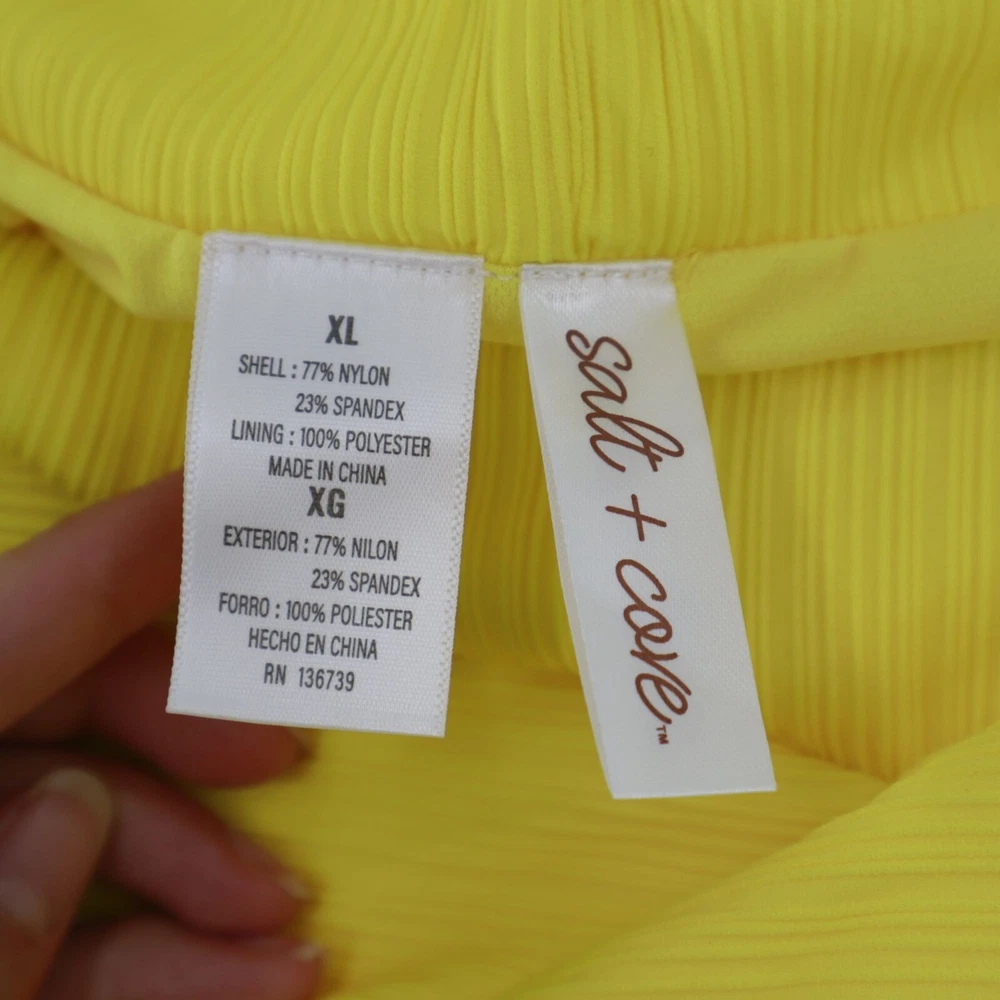 XL
SHELL : 77% NYLON
23% SPANDEX
LINING : 100% POLYESTER
MADE IN CHINA
XG
EXTERIOR : 77% NILON
23% SPANDEX
FORRO : 100% POLIESTER
HECHO EN CHINA
RN 136739
salt + cove™